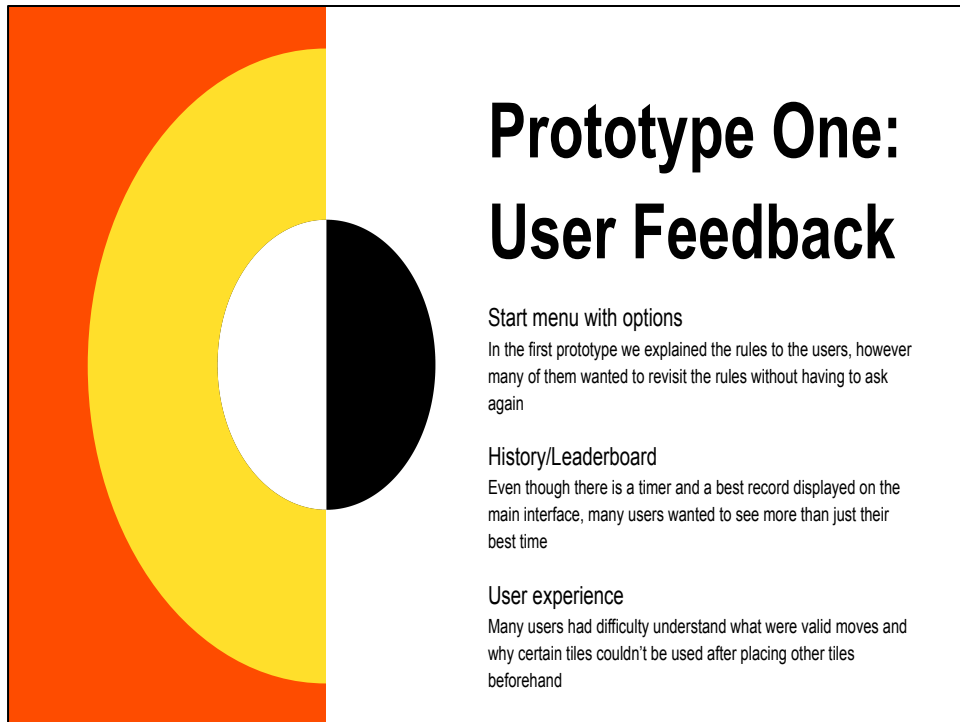 Prototype One:
User Feedback
Start menu with options
In the first prototype we explained the rules to the users, however
many of them wanted to revisit the rules without having to ask
again
History/Leaderboard
Even though there is a timer and a best record displayed on the
main interface, many users wanted to see more than just their
best time
User experience
Many users had difficulty understand what were valid moves and
why certain tiles couldn’t be used after placing other tiles
beforehand